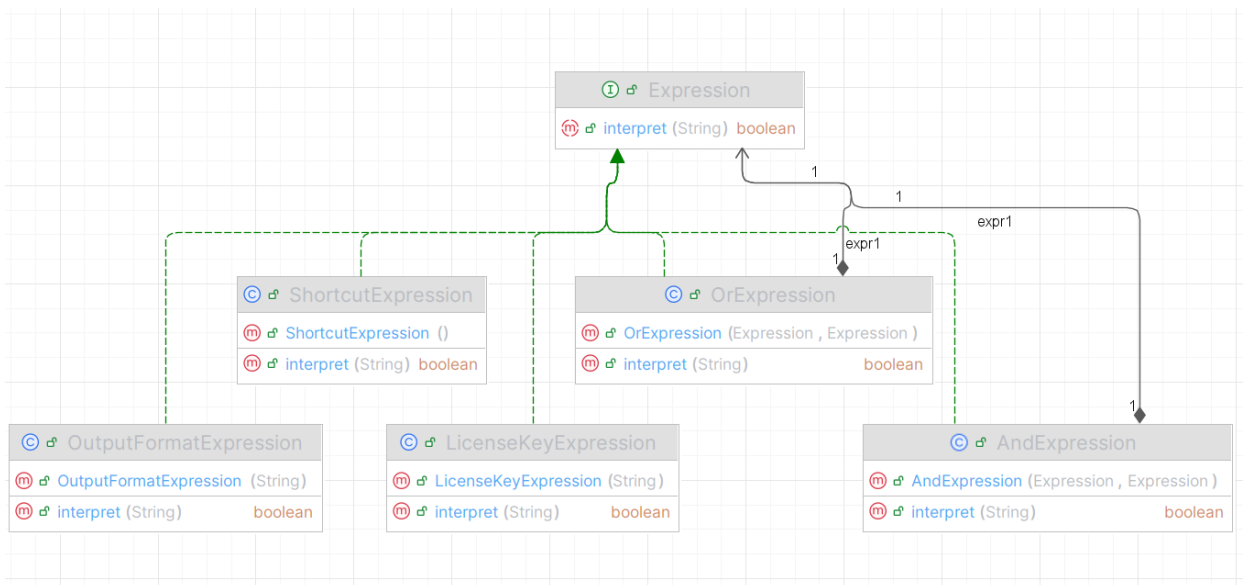 I Expression
m interpret (String) boolean
1
1
expr1
expr1
1
C ShortcutExpression
m ShortcutExpression ()
m interpret (String) boolean
C OrExpression
m OrExpression (Expression , Expression )
m interpret (String) boolean
1
C OutputFormatExpression
m OutputFormatExpression (String)
m interpret (String) boolean
C LicenseKeyExpression
m LicenseKeyExpression (String)
m interpret (String) boolean
C AndExpression
m AndExpression (Expression , Expression )
m interpret (String) boolean